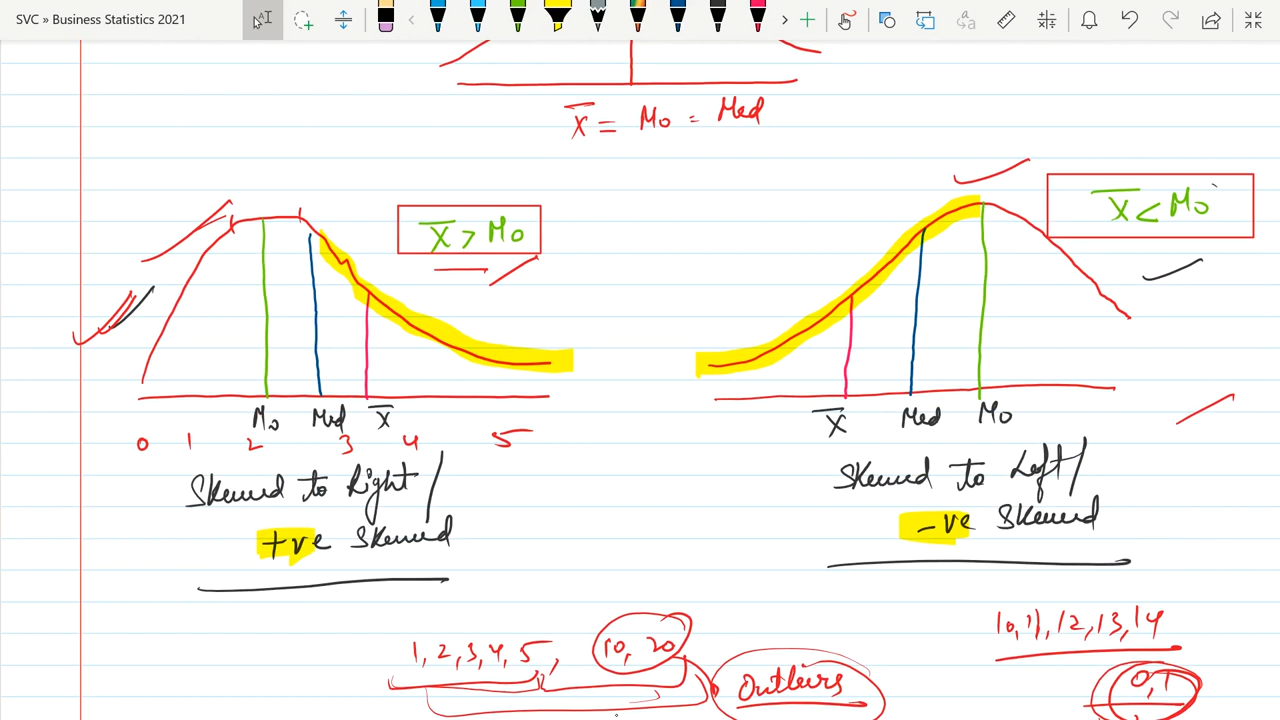 SVC » Business Statistics 2021
X̅ = Mo = Med
X̅ > Mo
X̅ < Mo
Mo Med X̅
0 1 2 3 4 5
Skewed to Right /
+ve Skewed
X̅ Med Mo
Skewed to Left /
-ve Skewed
1, 2, 3, 4, 5, 10, 20
Outliers
10, 11, 12, 13, 14
0, 1